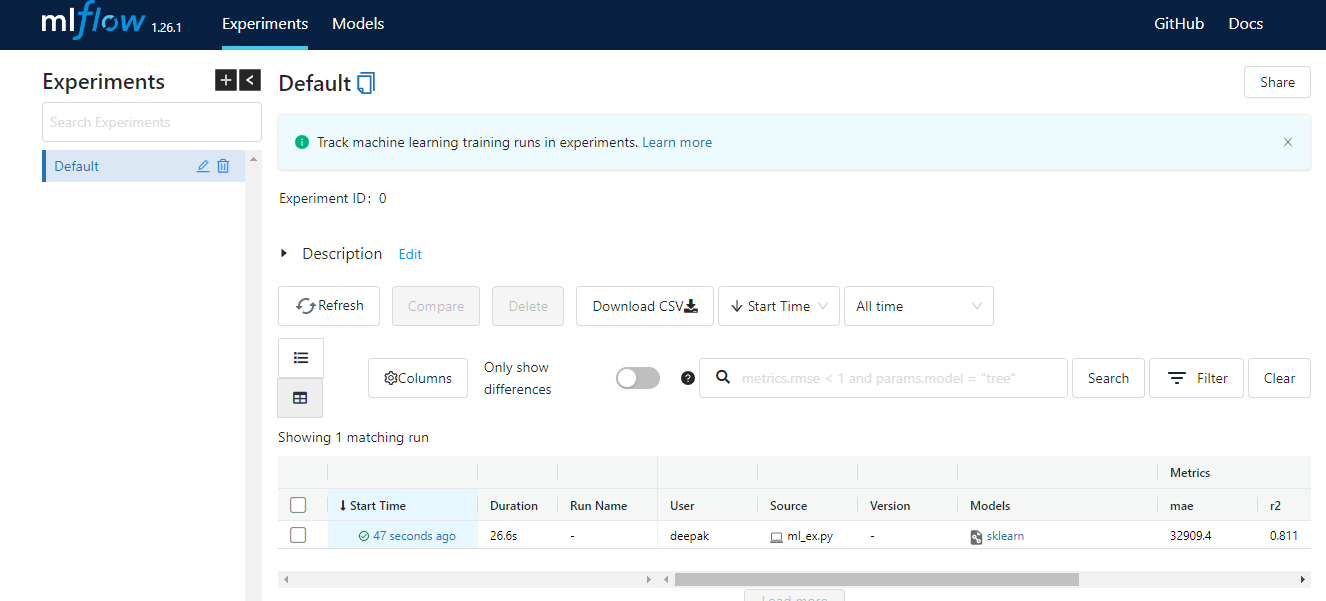 mlflow 1.26.1 Experiments Models GitHub Docs
Experiments + < Default Share
Search Experiments
Default
Track machine learning training runs in experiments. Learn more
Experiment ID: 0
Description Edit
Refresh Compare Delete Download CSV Start Time All time
Columns Only show differences ? metrics.rmse < 1 and params.model = "tree" Search Filter Clear
Showing 1 matching run
Metrics
Start Time Duration Run Name User Source Version Models mae r2
47 seconds ago 26.6s - deepak ml_ex.py - sklearn 32909.4 0.811
Load more